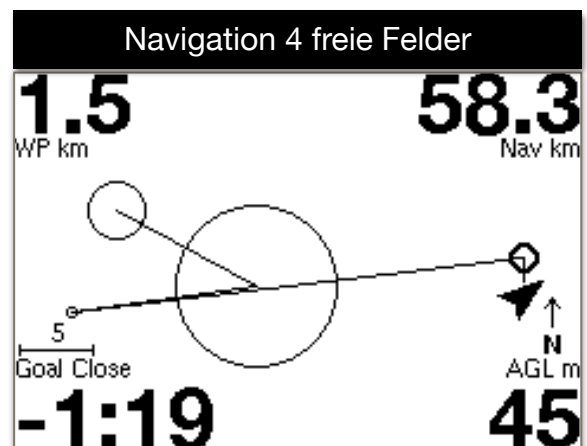 Navigation 4 freie Felder
1.5 58.3
WP km Nav km
5 N
Goal Close AGL m
-1:19 45